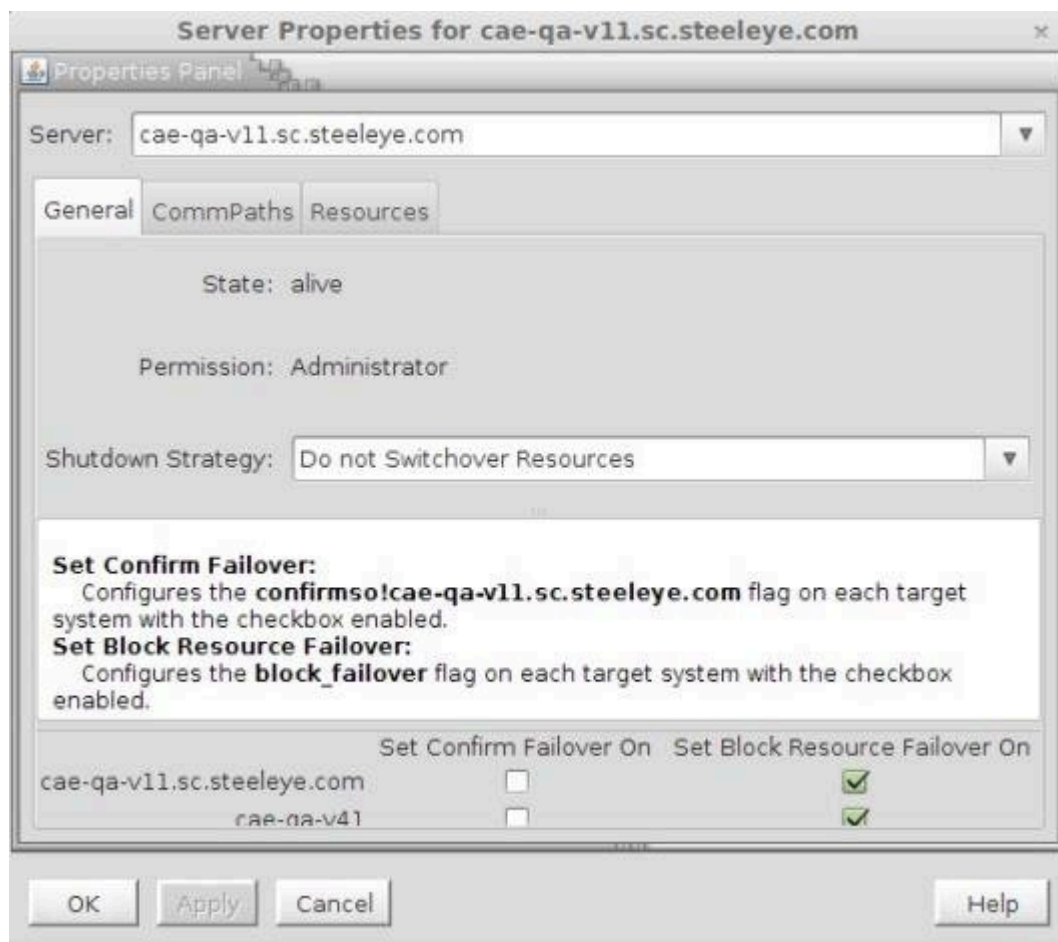 Server Properties for cae-qa-v11.sc.steeleye.com
Properties Panel
Server: cae-qa-v11.sc.steeleye.com
General CommPaths Resources
State: alive
Permission: Administrator
Shutdown Strategy: Do not Switchover Resources
Set Confirm Failover:
Configures the confirmso!cae-qa-v11.sc.steeleye.com flag on each target
system with the checkbox enabled.
Set Block Resource Failover:
Configures the block_failover flag on each target system with the checkbox
enabled.
Set Confirm Failover On Set Block Resource Failover On
cae-qa-v11.sc.steeleye.com
cae-qa-v41
OK Apply Cancel Help